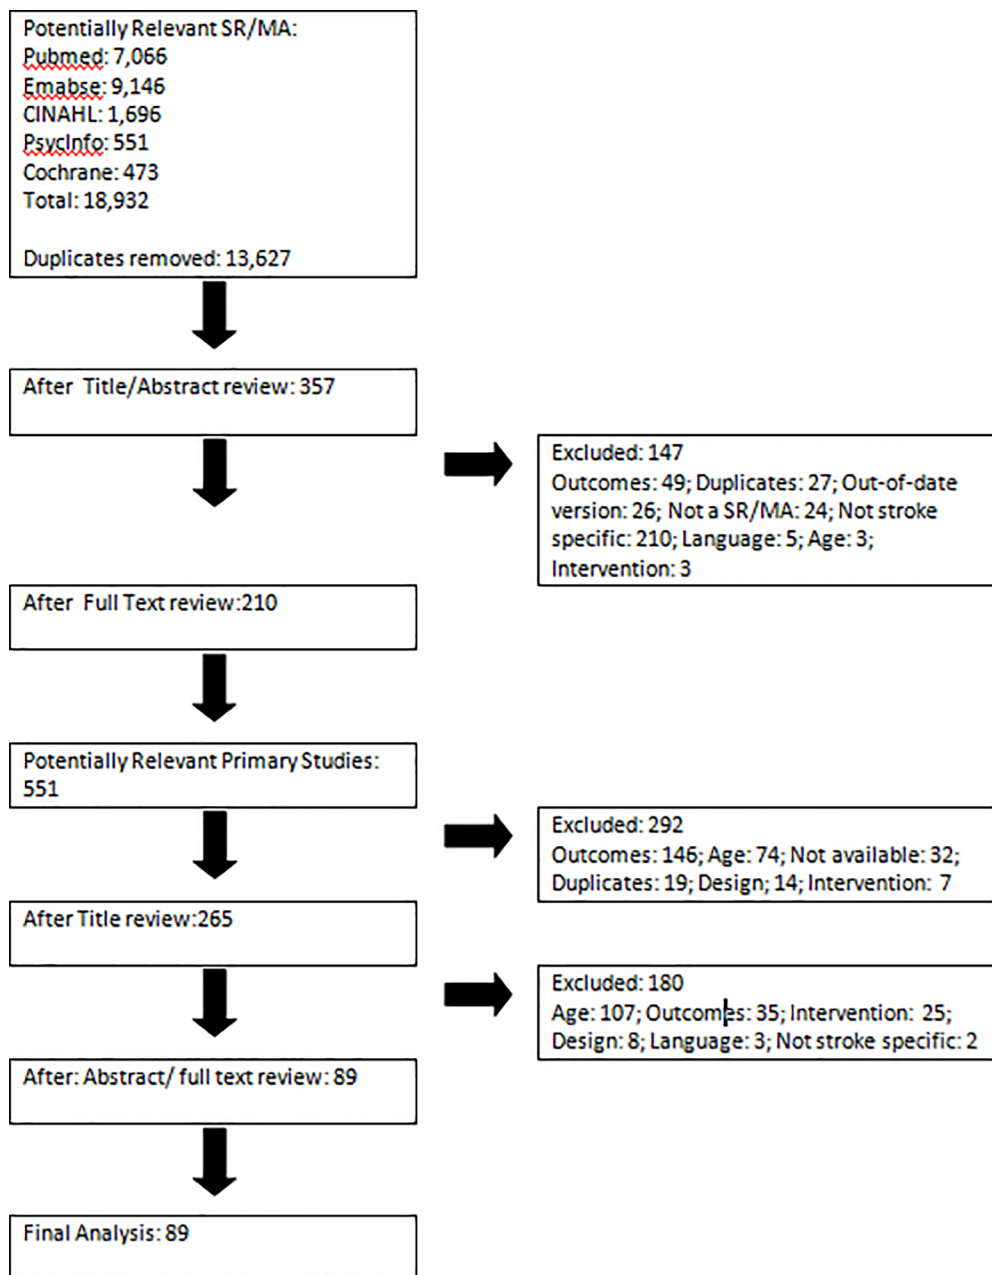 Potentially Relevant SR/MA:
Pubmed: 7,066
Emabse: 9,146
CINAHL: 1,696
PsycInfo: 551
Cochrane: 473
Total: 18,932
Duplicates removed: 13,627
After Title/Abstract review: 357
Excluded: 147
Outcomes: 49; Duplicates: 27; Out-of-date
version: 26; Not a SR/MA: 24; Not stroke
specific: 210; Language: 5; Age: 3;
Intervention: 3
After Full Text review:210
Potentially Relevant Primary Studies:
551
Excluded: 292
Outcomes: 146; Age: 74; Not available: 32;
Duplicates: 19; Design; 14; Intervention: 7
After Title review:265
Excluded: 180
Age: 107; Outcomes: 35; Intervention: 25;
Design: 8; Language: 3; Not stroke specific: 2
After: Abstract/ full text review: 89
Final Analysis: 89